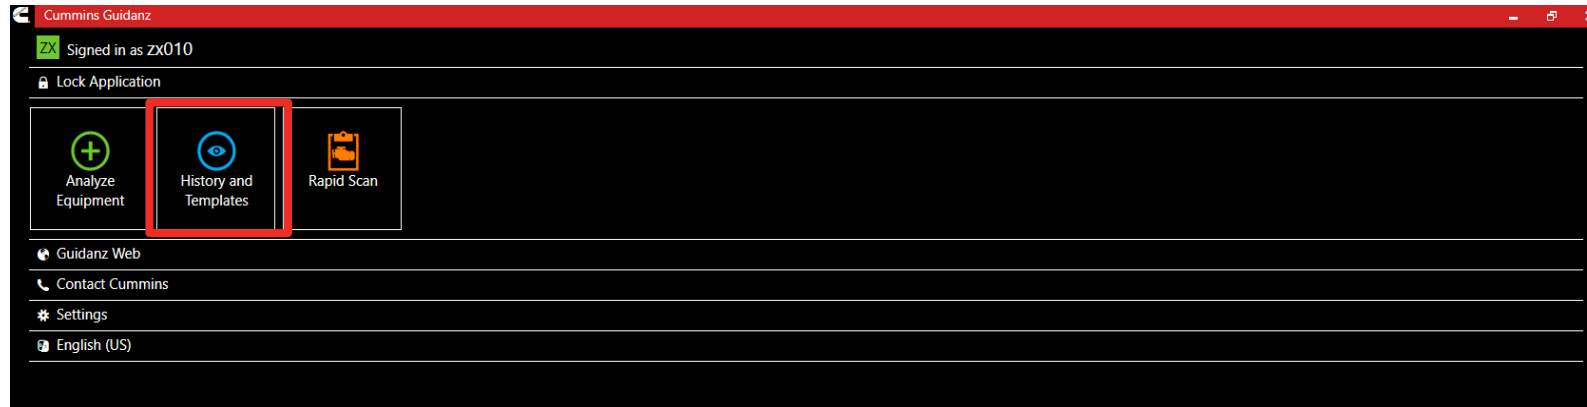 Cummins Guidanz
ZX Signed in as zx010
Lock Application
Analyze
Equipment
History and
Templates
Rapid Scan
Guidanz Web
Contact Cummins
Settings
English (US)